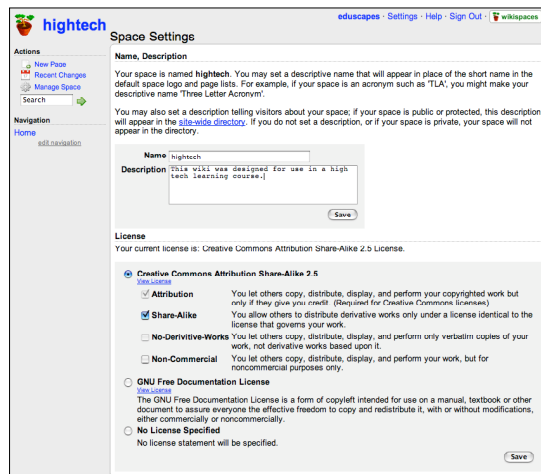 hightech
eduscapes · Settings · Help · Sign Out · wikispaces
Space Settings
Actions
New Page
Recent Changes
Manage Space
Search
Navigation
Home
edit navigation
Name, Description
Your space is named hightech. You may set a descriptive name that will appear in place of the short name in the
default space logo and page lists. For example, if your space is an acronym such as 'TLA', you might make your
descriptive name 'Three Letter Acronym'.
You may also set a description telling visitors about your space; if your space is public or protected, this description
will appear in the site-wide directory. If you do not set a description, or if your space is private, your space will not
appear in the directory.
Name hightech
Description This wiki was designed for use in a high
tech learning course.
Save
License
Your current license is: Creative Commons Attribution Share-Alike 2.5 License.
Creative Commons Attribution Share-Alike 2.5
View License
Attribution You let others copy, distribute, display, and perform your copyrighted work but
only if they give you credit. (Required for Creative Commons licenses)
Share-Alike You allow others to distribute derivative works only under a license identical to the
license that governs your work.
No-Derivitive-Works You let others copy, distribute, display, and perform only verbatim copies of your
work, not derivative works based upon it.
Non-Commercial You let others copy, distribute, display, and perform your work, but for
noncommercial purposes only.
GNU Free Documentation License
View License
The GNU Free Documentation License is a form of copyleft intended for use on a manual, textbook or other
document to assure everyone the effective freedom to copy and redistribute it, with or without modifications,
either commercially or noncommercially.
No License Specified
No license statement will be specified.
Save